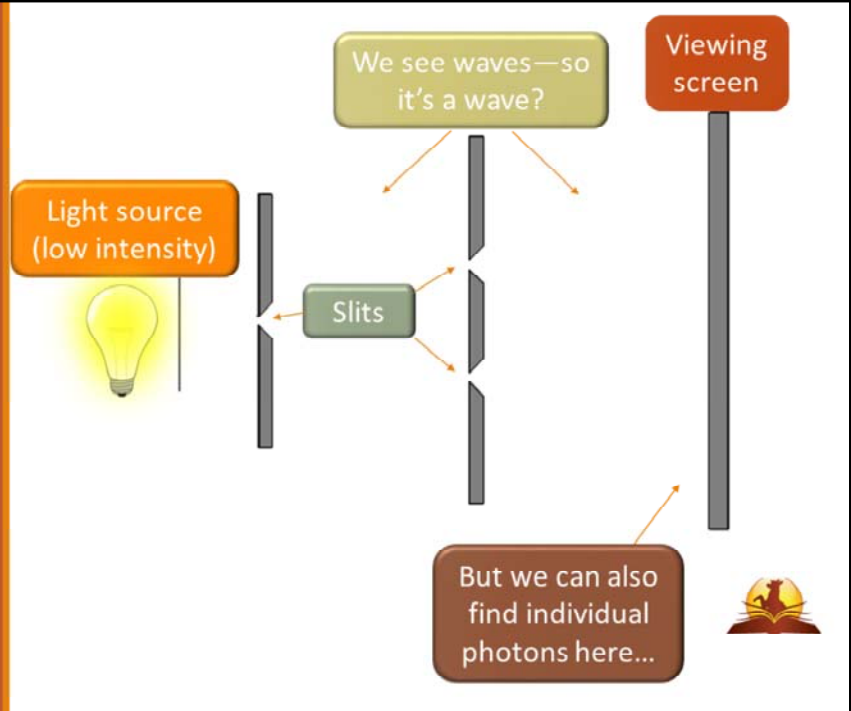 We see waves—so
it's a wave?
Viewing
screen
Light source
(low intensity)
Slits
But we can also
find individual
photons here...